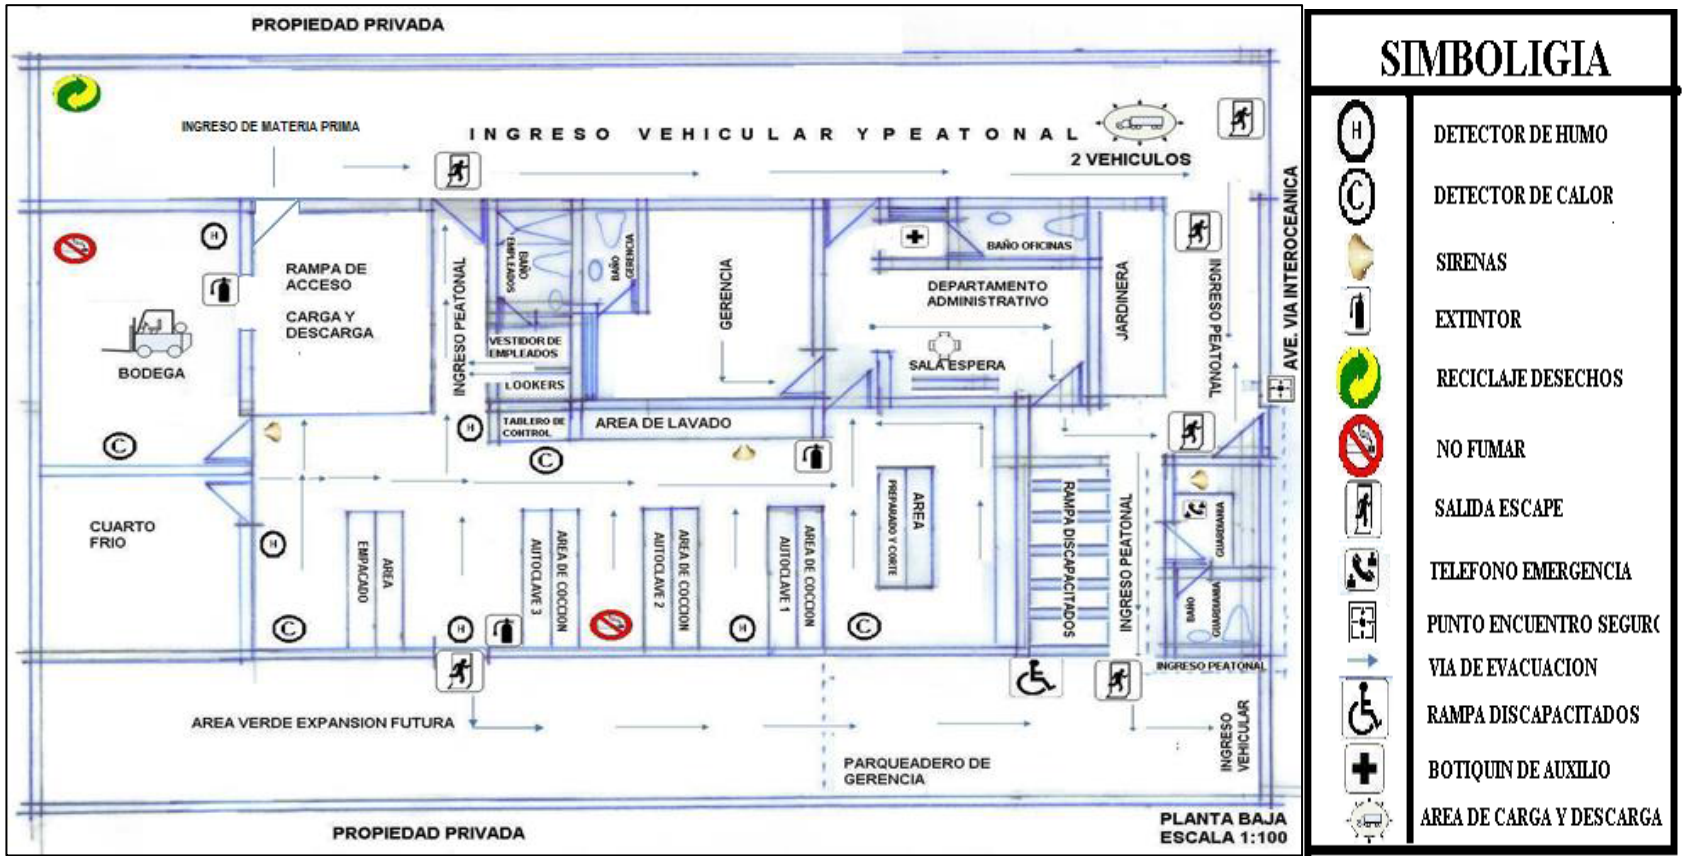 PROPIEDAD PRIVADA
INGRESO DE MATERIA PRIMA
INGRESO VEHICULAR Y PEATONAL
2 VEHICULOS
AVE. VIA INTEROCEANICA
H
RAMPA DE
ACCESO
CARGA Y
DESCARGA
BODEGA
C
INGRESO PEATONAL
BAÑO
EMPLEADOS
BAÑO
GERENCIA
VESTIDOR DE
EMPLEADOS
LOOKERS
GERENCIA
BAÑO OFICINAS
DEPARTAMENTO
ADMINISTRATIVO
SALA ESPERA
JARDINERA
INGRESO PEATONAL
H
TABLERO DE
CONTROL
AREA DE LAVADO
C
CUARTO
FRIO
H
C
AREA
EMPACADO
H
AREA DE COCCION
AUTOCLAVE 3
AREA DE COCCION
AUTOCLAVE 2
H
AREA DE COCCION
AUTOCLAVE 1
C
AREA
PREPARADO Y CORTE
RAMPA DISCAPACITADOS
INGRESO PEATONAL
GUARDIANIA
BAÑO
GUARDIANIA
INGRESO PEATONAL
AREA VERDE EXPANSION FUTURA
PARQUEADERO DE
GERENCIA
INGRESO
VEHICULAR
PROPIEDAD PRIVADA
PLANTA BAJA
ESCALA 1:100
SIMBOLIGIA
H DETECTOR DE HUMO
C DETECTOR DE CALOR
SIRENAS
EXTINTOR
RECICLAJE DESECHOS
NO FUMAR
SALIDA ESCAPE
TELEFONO EMERGENCIA
PUNTO ENCUENTRO SEGURO
VIA DE EVACUACION
RAMPA DISCAPACITADOS
BOTIQUIN DE AUXILIO
AREA DE CARGA Y DESCARGA